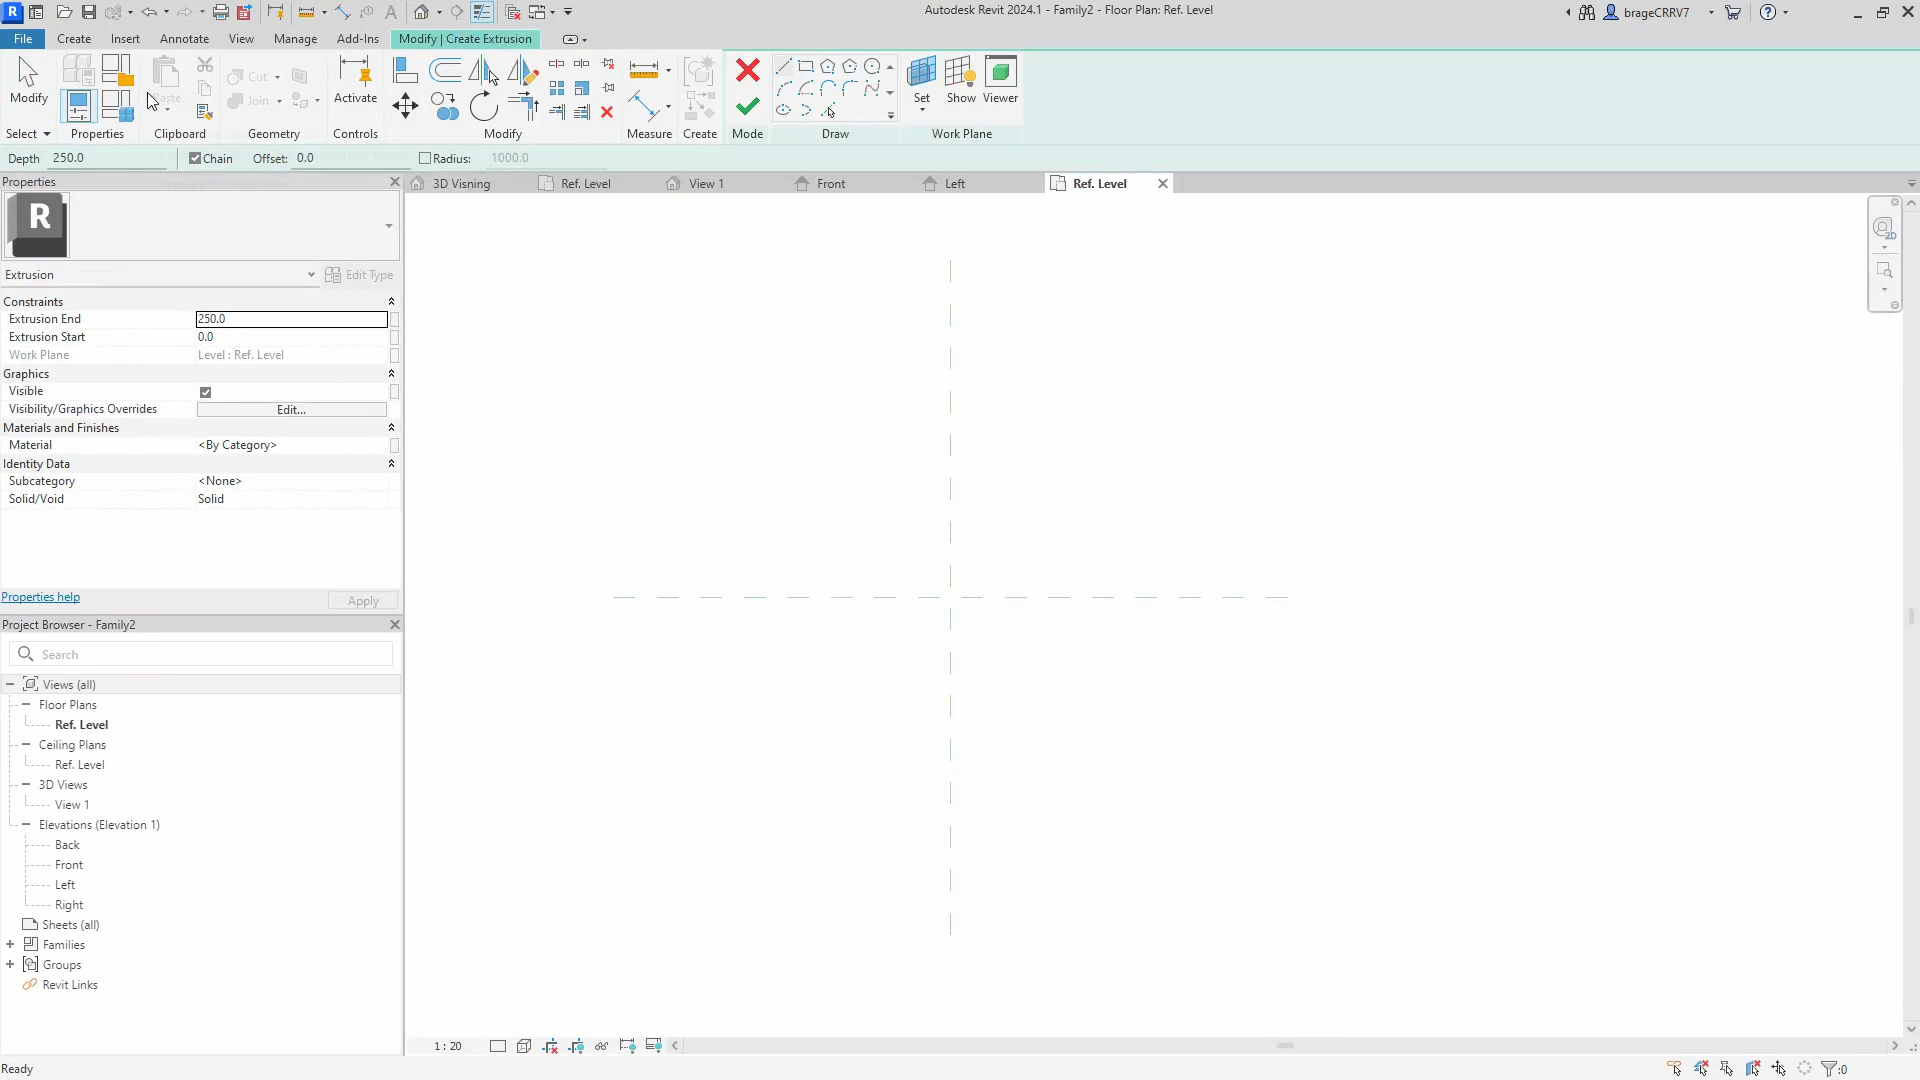 Autodesk Revit 2024.1 - Family2 - Floor Plan: Ref. Level
brageCRRV7
File Create Insert Annotate View Manage Add-Ins Modify | Create Extrusion
Modify Paste Cut Join Activate Set Show Viewer
Select Properties Clipboard Geometry Controls Modify Measure Create Mode Draw Work Plane
Depth 250.0 Chain Offset: 0.0 Radius: 1000.0
Properties
3D Visning Ref. Level View 1 Front Left Ref. Level
R
2D
Extrusion Edit Type
Constraints
Extrusion End 250.0
Extrusion Start 0.0
Work Plane Level : Ref. Level
Graphics
Visible
Visibility/Graphics Overrides Edit...
Materials and Finishes
Material <By Category>
Identity Data
Subcategory <None>
Solid/Void Solid
Properties help Apply
Project Browser - Family2
Search
Views (all)
Floor Plans
Ref. Level
Ceiling Plans
Ref. Level
3D Views
View 1
Elevations (Elevation 1)
Back
Front
Left
Right
Sheets (all)
Families
Groups
Revit Links
1 : 20
Ready
:0